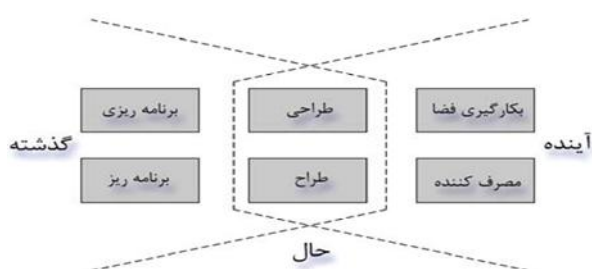 بکارگیری فضا
طراحی
برنامه ریزی
آینده
گذشته
مصرف کننده
طراح
برنامه ریز
حال